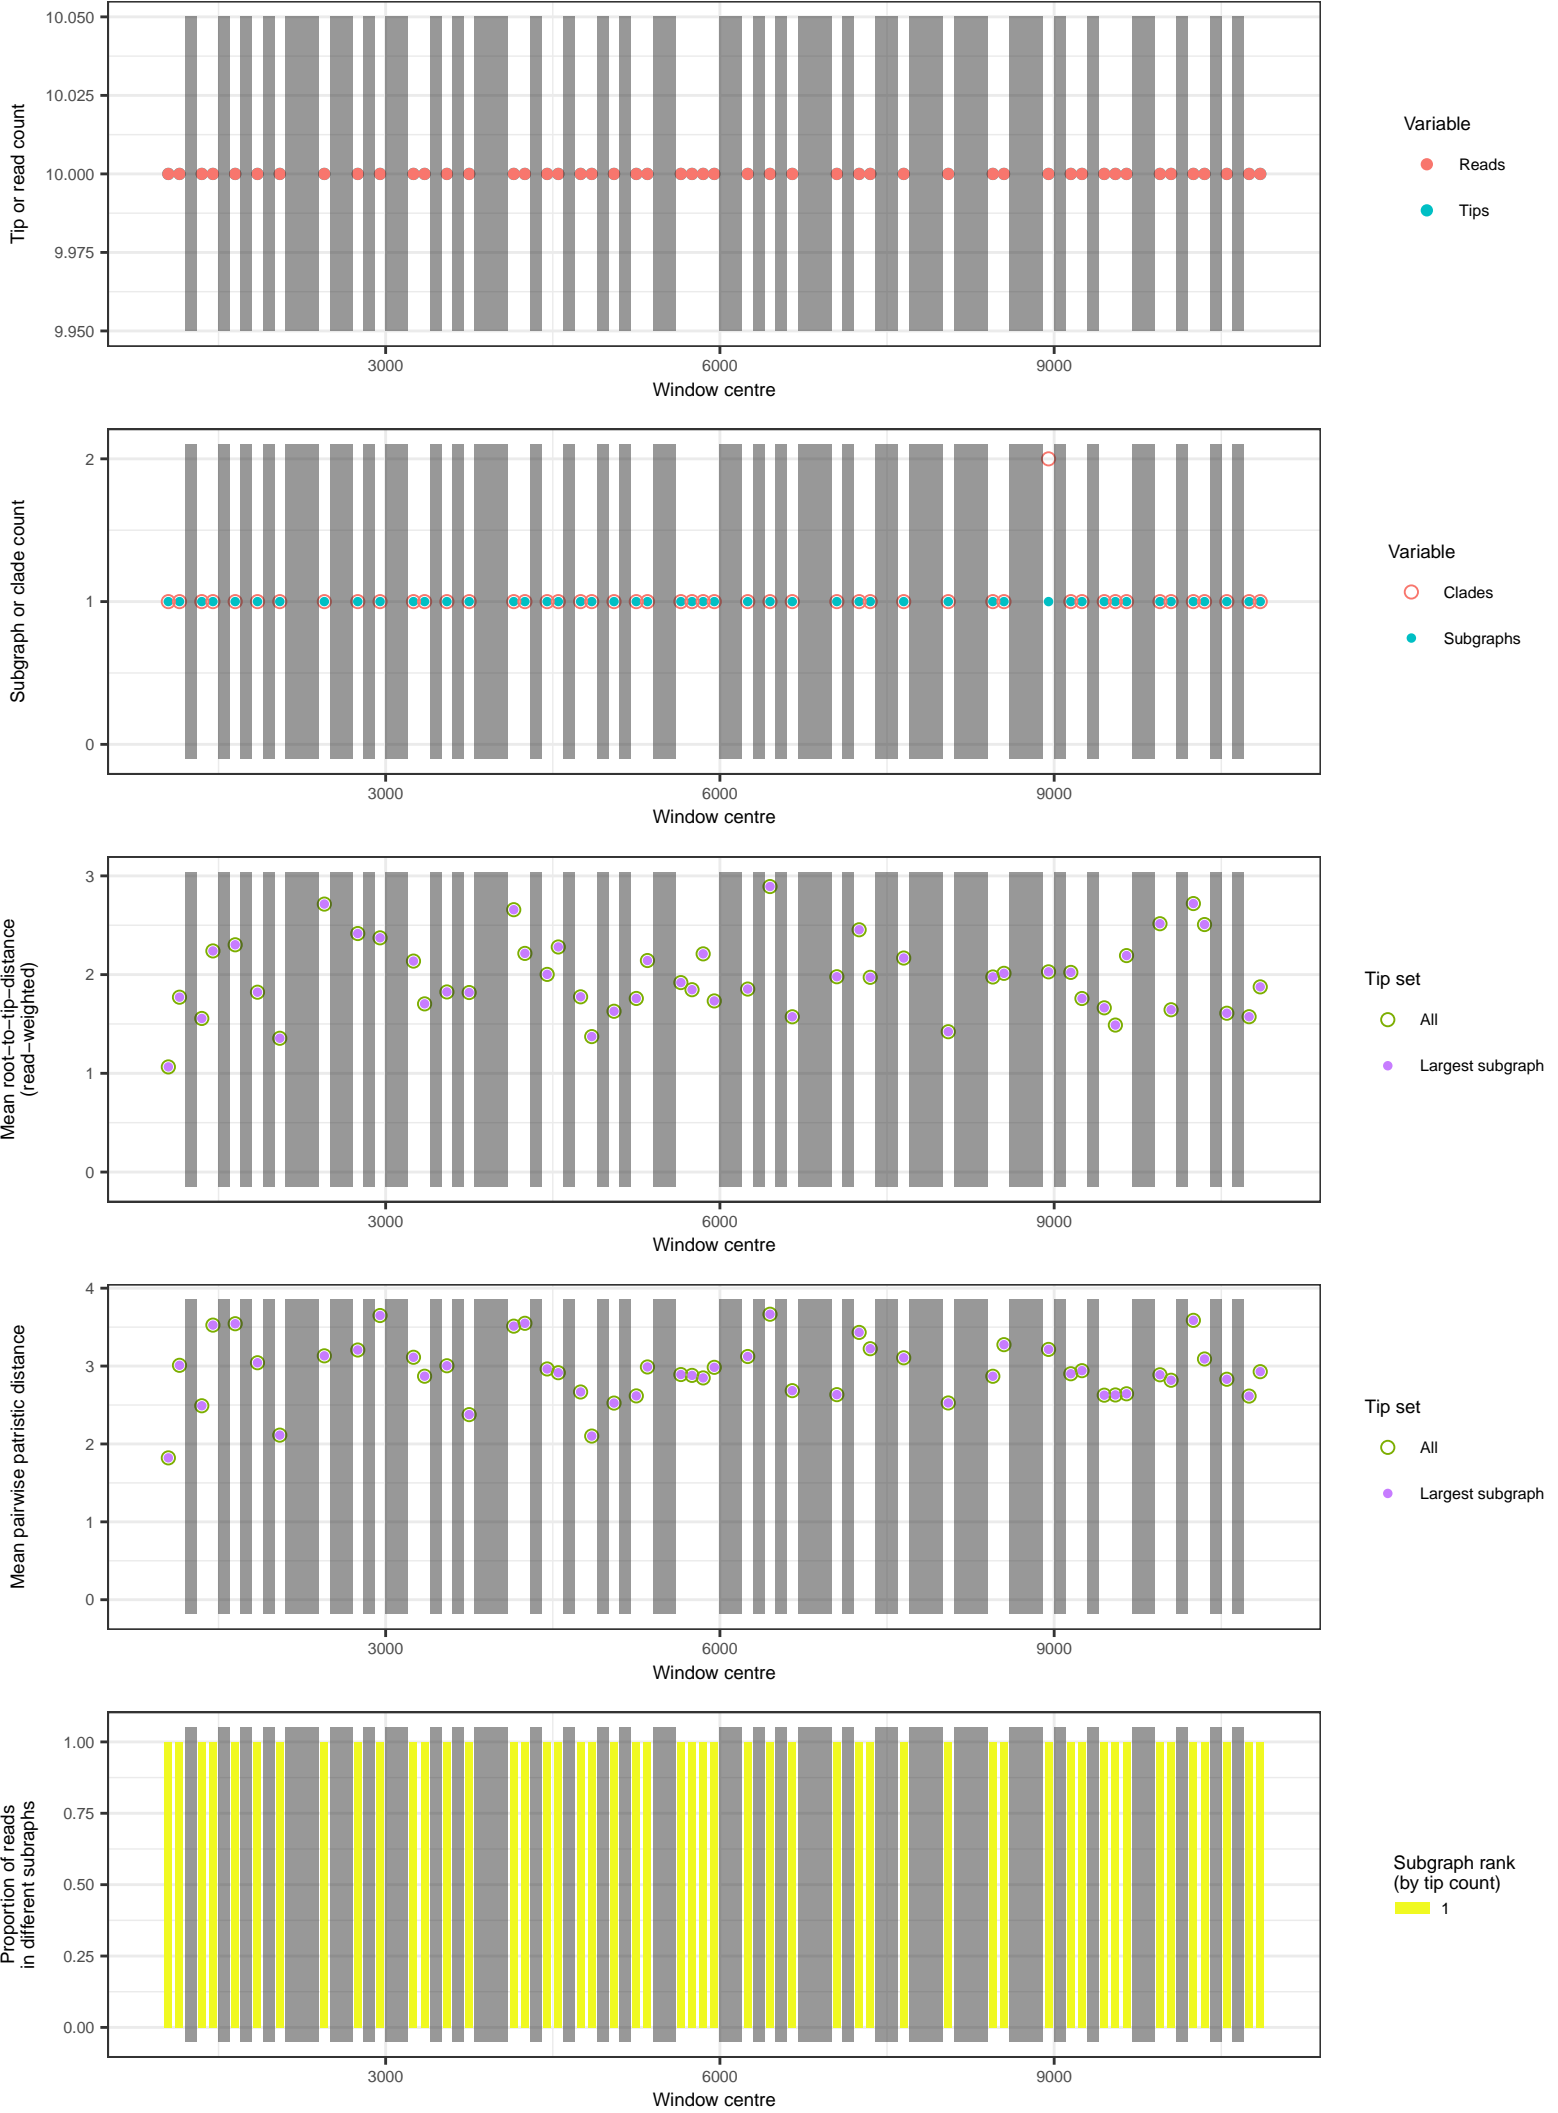 10.050
10.025
10.000
9.975
9.950
Tip or read count
3000
6000
9000
Window centre
Variable
Reads
Tips
2
1
0
Subgraph or clade count
3000
6000
9000
Window centre
Variable
Clades
Subgraphs
3
2
1
0
Mean root−to−tip−distance
(read−weighted)
3000
6000
9000
Window centre
Tip set
All
Largest subgraph
4
3
2
1
0
Mean pairwise patristic distance
3000
6000
9000
Window centre
Tip set
All
Largest subgraph
1.00
0.75
0.50
0.25
0.00
Proportion of reads
in different subraphs
3000
6000
9000
Window centre
Subgraph rank
(by tip count)
1